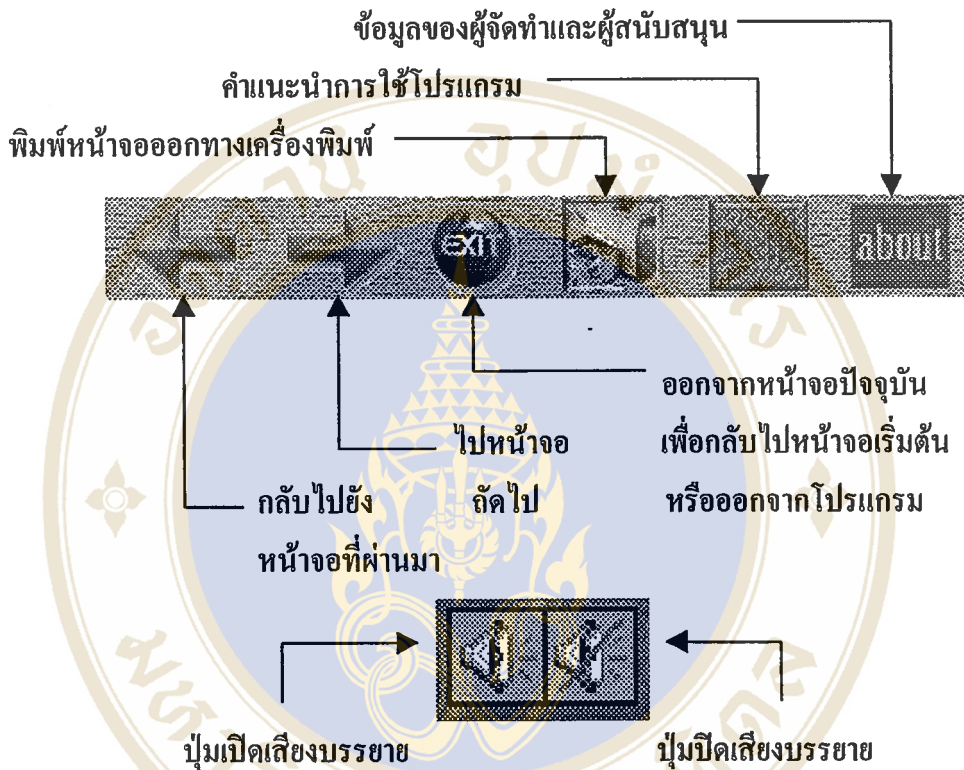 ข้อมูลของผู้จัดทำและผู้สนับสนุน
คำแนะนำการใช้โปรแกรม
พิมพ์หน้าจอออกทางเครื่องพิมพ์
EXIT
about
ออกจากหน้าจอปัจจุบัน
ไปหน้าจอ เพื่อกลับไปหน้าจอเริ่มต้น
กลับไปยัง ถัดไป หรือออกจากโปรแกรม
หน้าจอที่ผ่านมา
ปุ่มเปิดเสียงบรรยาย ปุ่มปิดเสียงบรรยาย